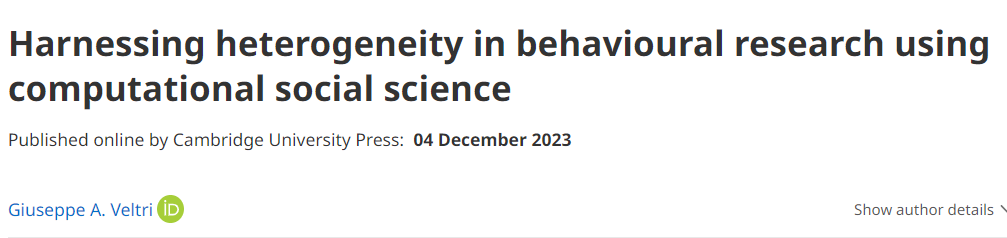 Harnessing heterogeneity in behavioural research using
computational social science
Published online by Cambridge University Press: 04 December 2023
Giuseppe A. Veltri iD
Show author details